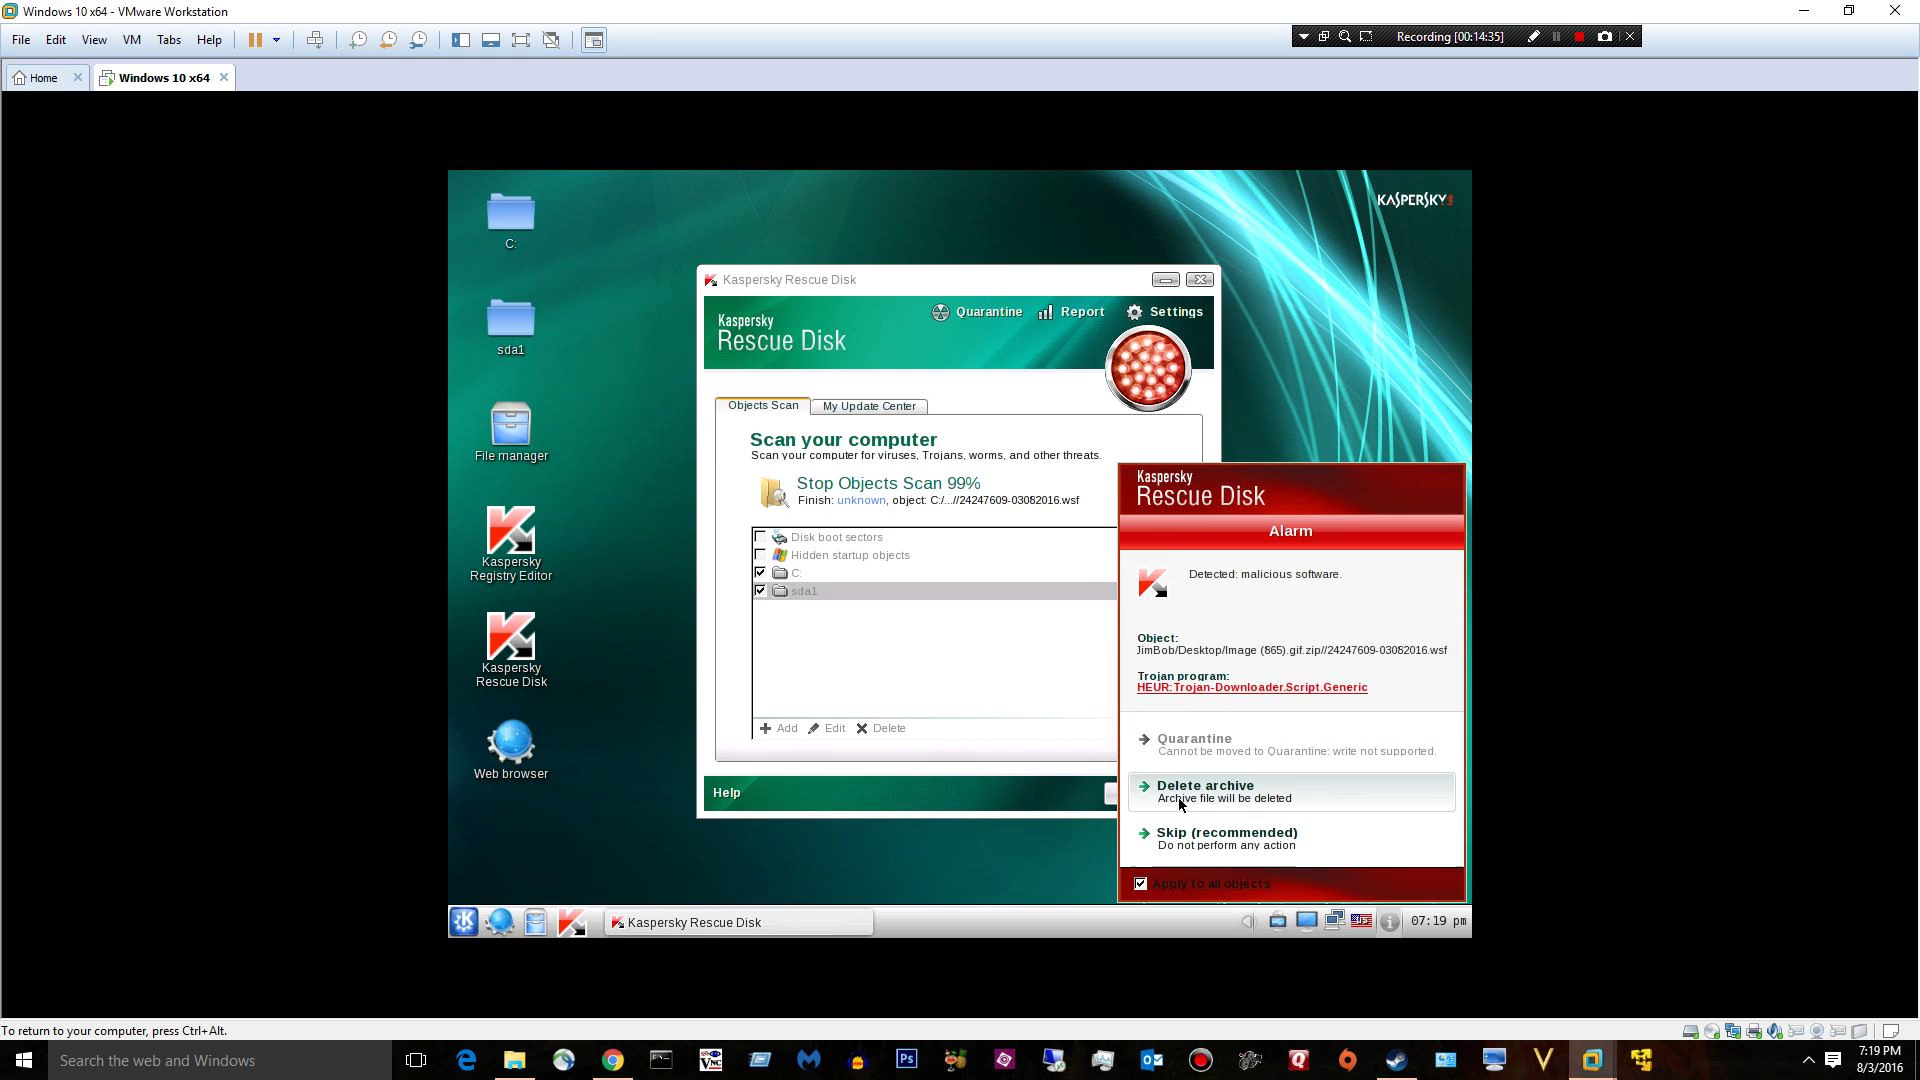 Windows 10 x64 - VMware Workstation
File Edit View VM Tabs Help
Recording [00:14:35]
Home
Windows 10 x64
KASPERSKY
C:
sda1
File manager
Kaspersky
Registry Editor
Kaspersky
Rescue Disk
Web browser
Kaspersky Rescue Disk
Quarantine Report Settings
Kaspersky
Rescue Disk
Objects Scan My Update Center
Scan your computer
Scan your computer for viruses, Trojans, worms, and other threats.
Stop Objects Scan 99%
Finish: unknown, object: C:/...//24247609-03082016.wsf
Disk boot sectors
Hidden startup objects
C:
sda1
Add Edit Delete
Help
Kaspersky
Rescue Disk
Alarm
Detected: malicious software.
Object:
JimBob/Desktop/Image (865).gif.zip//24247609-03082016.wsf
Trojan program:
HEUR:Trojan-Downloader.Script.Generic
Quarantine
Cannot be moved to Quarantine: write not supported.
Delete archive
Archive file will be deleted
Skip (recommended)
Do not perform any action
Apply to all objects
Kaspersky Rescue Disk
07:19 pm
To return to your computer, press Ctrl+Alt.
Search the web and Windows
Ps
7:19 PM
8/3/2016